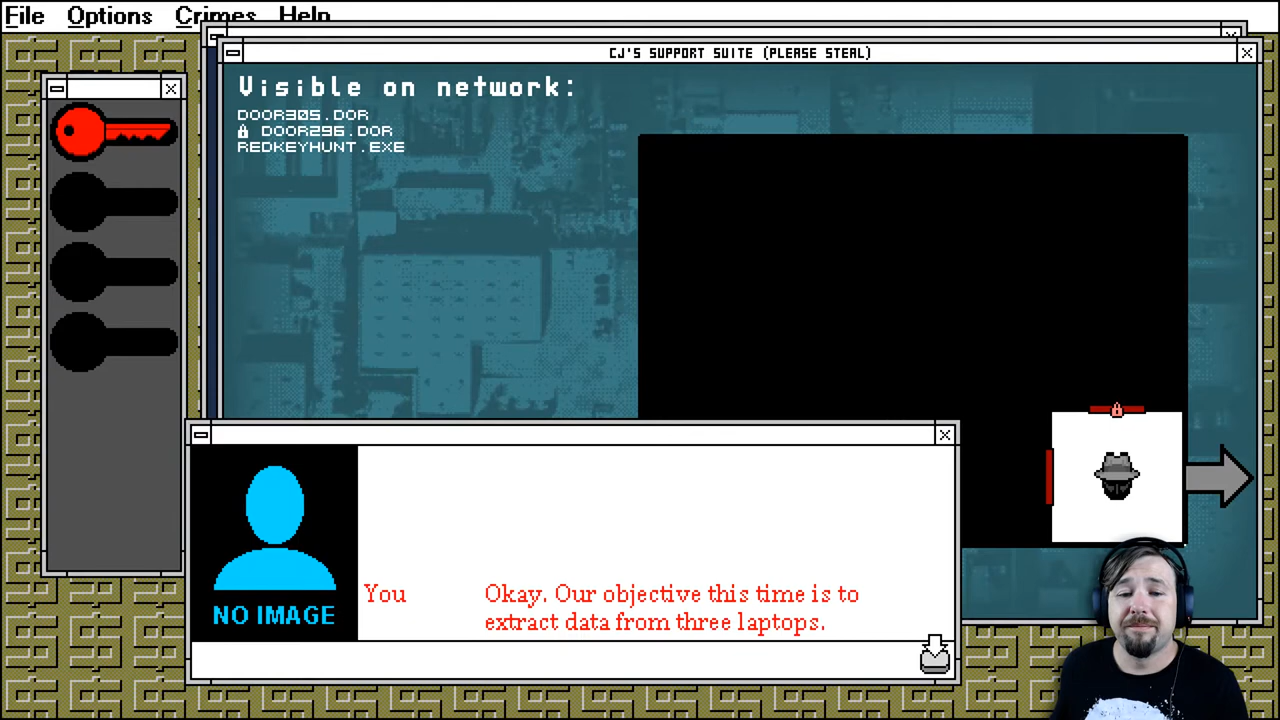 File Options Crimes Help
CJ'S SUPPORT SUITE (PLEASE STEAL)
Visible on network:
DOOR305.DOR
DOOR296.DOR
REDKEYHUNT.EXE
NO IMAGE
You
Okay. Our objective this time is to
extract data from three laptops.